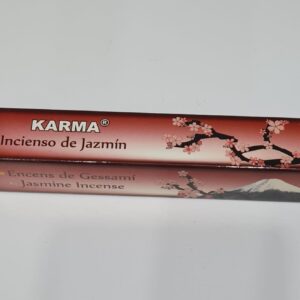 KARMA®
Incienso de Jazmín
Encens de Gessamí
Jasmine Incense